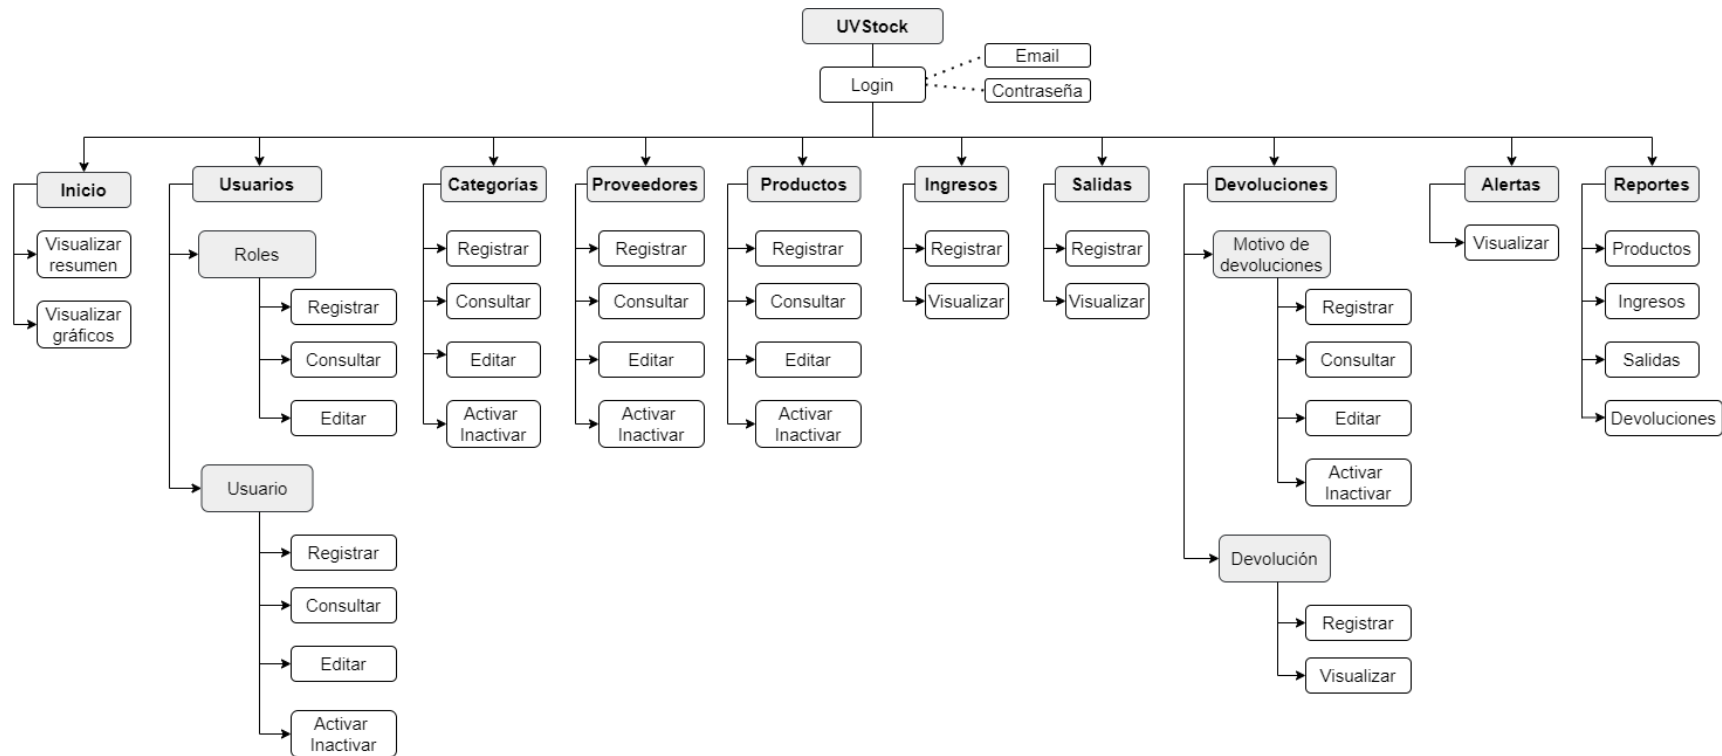 UVStock
Login
Email
Contraseña
Inicio
Visualizar
resumen
Visualizar
gráficos
Usuarios
Roles
Registrar
Consultar
Editar
Usuario
Registrar
Consultar
Editar
Activar
Inactivar
Categorías
Registrar
Consultar
Editar
Activar
Inactivar
Proveedores
Registrar
Consultar
Editar
Activar
Inactivar
Productos
Registrar
Consultar
Editar
Activar
Inactivar
Ingresos
Registrar
Visualizar
Salidas
Registrar
Visualizar
Devoluciones
Motivo de
devoluciones
Registrar
Consultar
Editar
Activar
Inactivar
Devolución
Registrar
Visualizar
Alertas
Visualizar
Reportes
Productos
Ingresos
Salidas
Devoluciones